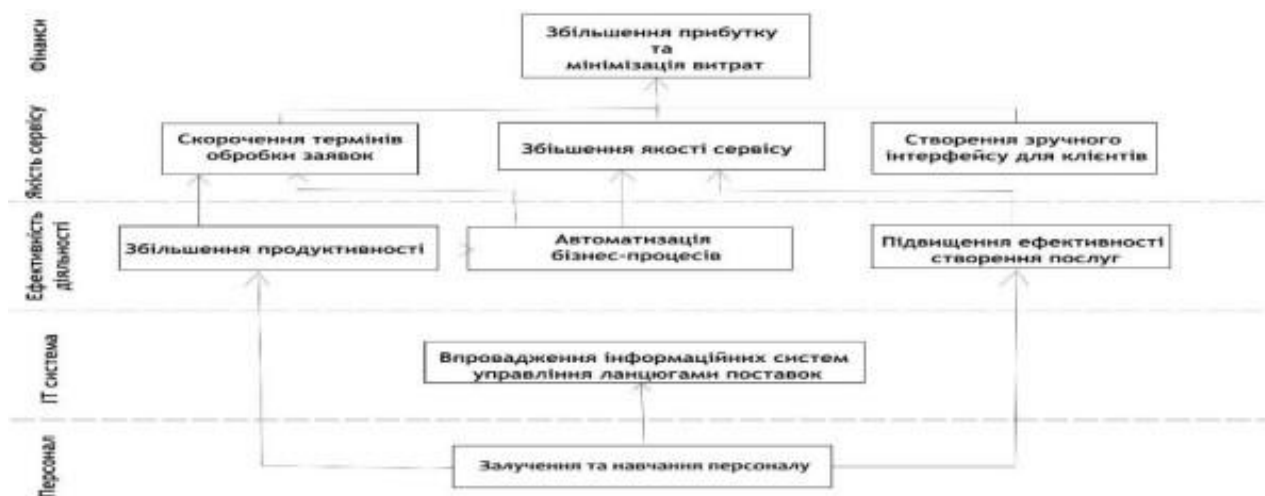 Фінанси
Збільшення прибутку
та
мінімізація витрат
Якість сервісу
Скорочення термінів
обробки заявок
Збіьшення якості сервісу
Створення зручного
інтерфейсу для клієнтів
Ефективність
діяльності
Збільшення продуктивності
Автоматизація
бізнес-процесів
Підвищення ефективності
створення послуг
ІТ система
Впровадження інформаційних систем
управління ланцюгами поставок
Персонал
Залучення та навчання персоналу